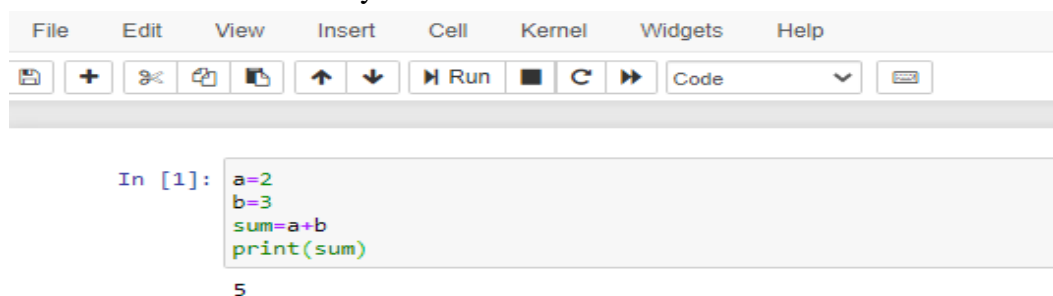 File Edit View Insert Cell Kernel Widgets Help
Run Code
In [1]: a=2
b=3
sum=a+b
print(sum)
5